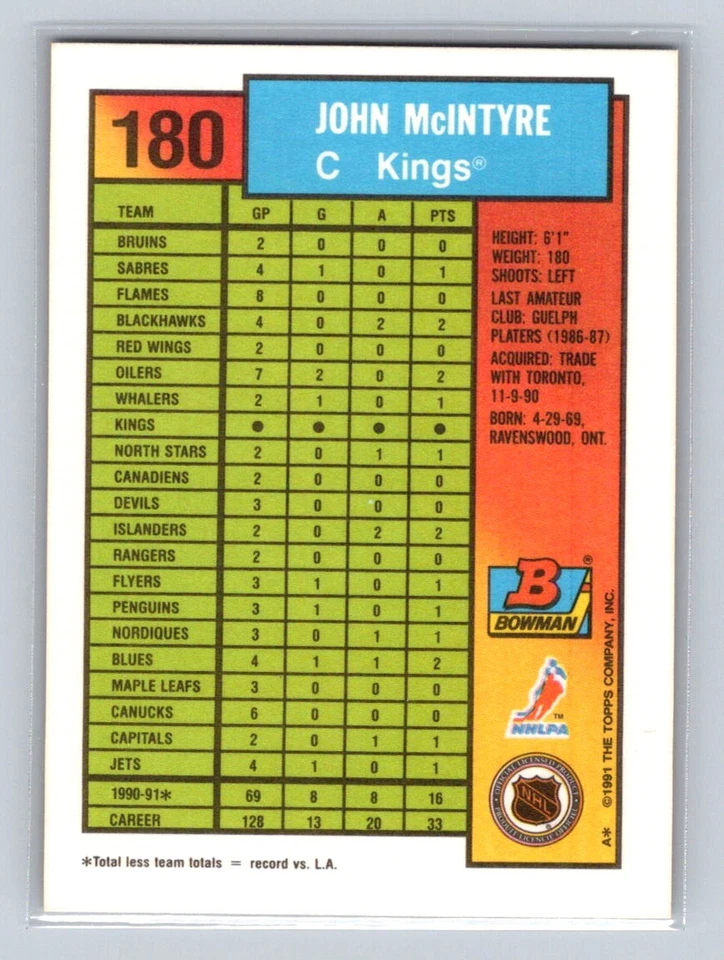 180
JOHN McINTYRE
C Kings®
TEAM GP G A PTS
BRUINS 2 0 0 0
SABRES 4 1 0 1
FLAMES 8 0 0 0
BLACKHAWKS 4 0 2 2
RED WINGS 2 0 0 0
OILERS 7 2 0 2
WHALERS 2 1 0 1
KINGS ● ● ● ●
NORTH STARS 2 0 1 1
CANADIENS 2 0 0 0
DEVILS 3 0 0 0
ISLANDERS 2 0 2 2
RANGERS 2 0 0 0
FLYERS 3 1 0 1
PENGUINS 3 1 0 1
NORDIQUES 3 0 1 1
BLUES 4 1 1 2
MAPLE LEAFS 3 0 0 0
CANUCKS 6 0 0 0
CAPITALS 2 0 1 1
JETS 4 1 0 1
1990-91* 69 8 8 16
CAREER 128 13 20 33
*Total less team totals = record vs. L.A.
HEIGHT: 6'1"
WEIGHT: 180
SHOOTS: LEFT
LAST AMATEUR
CLUB: GUELPH
PLATERS (1986-87)
ACQUIRED: TRADE
WITH TORONTO,
11-9-90
BORN: 4-29-69,
RAVENSWOOD, ONT.
B®
BOWMAN
NHLPA™
OFFICIAL LICENSED PRODUCT
NHL®
PRODUIT LICENCIE OFFICIEL
A* ©1991 THE TOPPS COMPANY, INC.